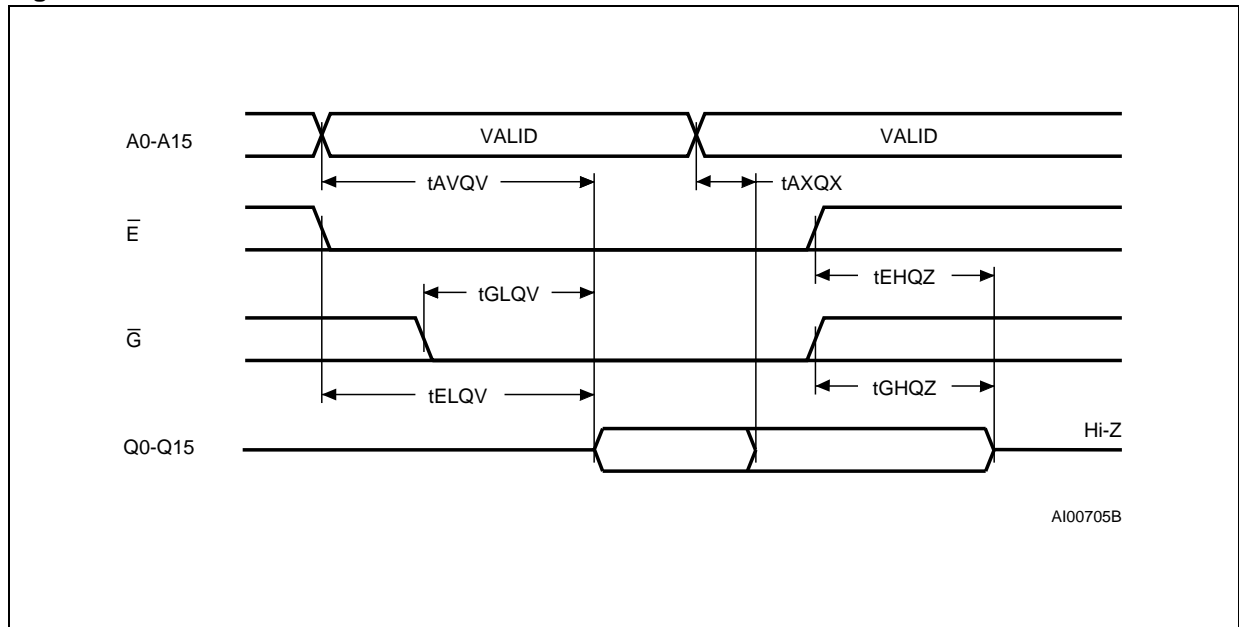 A0-A15
VALID
VALID
tAVQV
tAXQX
E̅
tEHQZ
tGLQV
G̅
tGHQZ
tELQV
Q0-Q15
Hi-Z
AI00705B